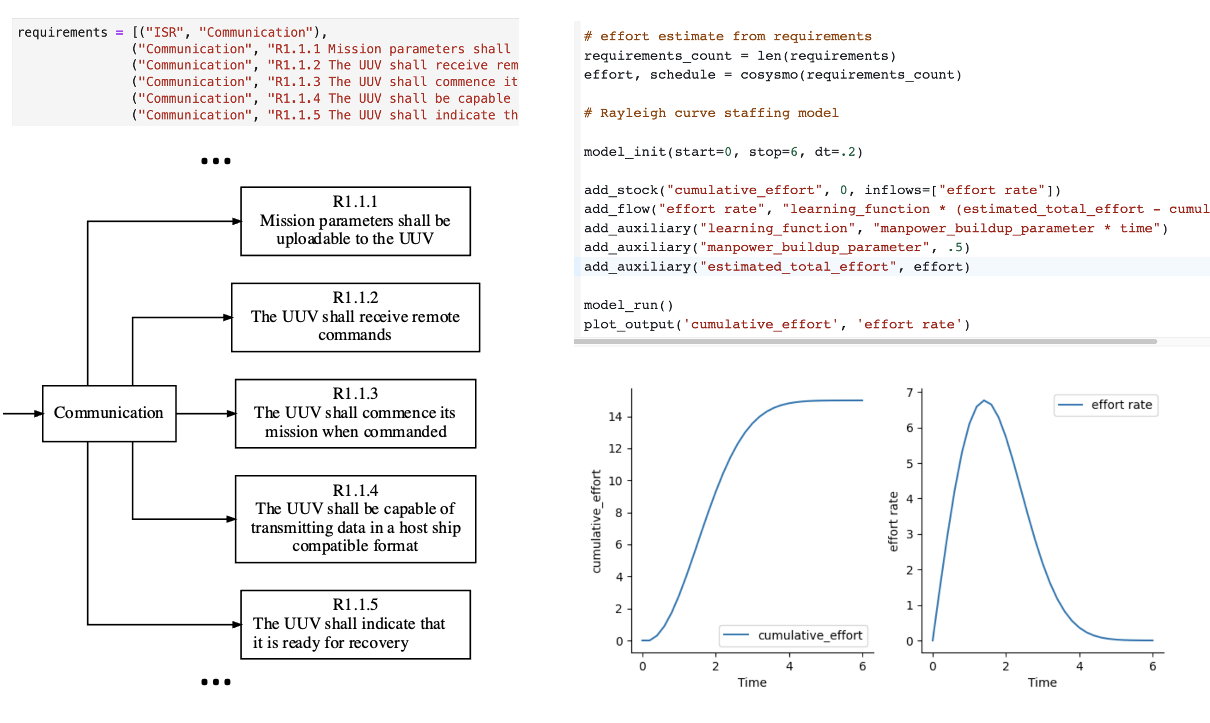 requirements = [("ISR", "Communication"),
("Communication", "R1.1.1 Mission parameters shall
("Communication", "R1.1.2 The UUV shall receive rem
("Communication", "R1.1.3 The UUV shall commence it
("Communication", "R1.1.4 The UUV shall be capable
("Communication", "R1.1.5 The UUV shall indicate th
...
R1.1.1
Mission parameters shall be
uploadable to the UUV
R1.1.2
The UUV shall receive remote
commands
Communication
R1.1.3
The UUV shall commence its
mission when commanded
R1.1.4
The UUV shall be capable of
transmitting data in a host ship
compatible format
R1.1.5
The UUV shall indicate that
it is ready for recovery
...
# effort estimate from requirements
requirements_count = len(requirements)
effort, schedule = cosysmo(requirements_count)
# Rayleigh curve staffing model
model_init(start=0, stop=6, dt=.2)
add_stock("cumulative_effort", 0, inflows=["effort rate"])
add_flow("effort rate", "learning_function * (estimated_total_effort - cumul
add_auxiliary("learning_function", "manpower_buildup_parameter * time")
add_auxiliary("manpower_buildup_parameter", .5)
add_auxiliary("estimated_total_effort", effort)
model_run()
plot_output('cumulative_effort', 'effort rate')
14
12
10
8
6
4
2
0
cumulative_effort
cumulative_effort
0 2 4 6
Time
7
6
5
4
3
2
1
0
effort rate
effort rate
0 2 4 6
Time